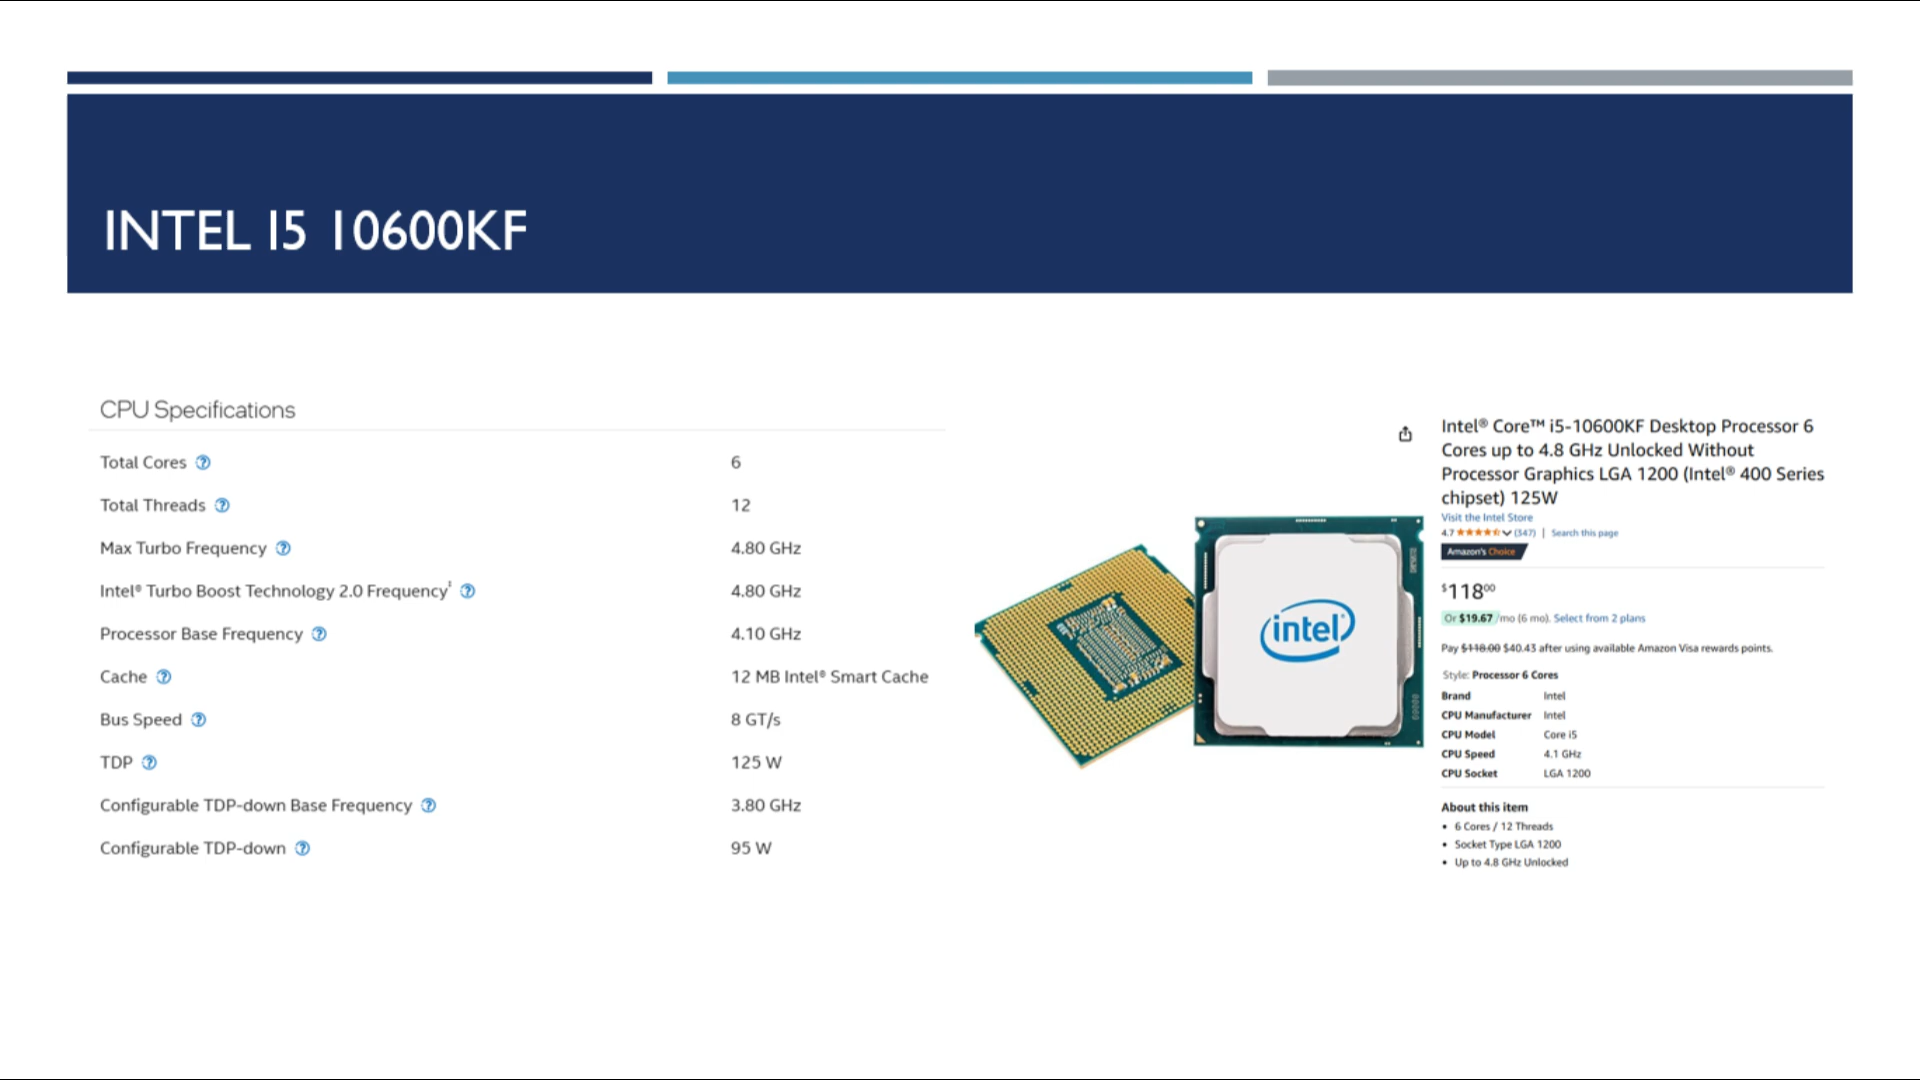 INTEL I5 10600KF
CPU Specifications
Total Cores 6
Total Threads 12
Max Turbo Frequency 4.80 GHz
Intel® Turbo Boost Technology 2.0 Frequency‡ 4.80 GHz
Processor Base Frequency 4.10 GHz
Cache 12 MB Intel® Smart Cache
Bus Speed 8 GT/s
TDP 125 W
Configurable TDP-down Base Frequency 3.80 GHz
Configurable TDP-down 95 W
intel
Intel® Core™ i5-10600KF Desktop Processor 6
Cores up to 4.8 GHz Unlocked Without
Processor Graphics LGA 1200 (Intel® 400 Series
chipset) 125W
Visit the Intel Store
4.7 (347) | Search this page
Amazon's Choice
$11800
Or $19.67 /mo (6 mo). Select from 2 plans
Pay $118.00 $40.43 after using available Amazon Visa rewards points.
Style: Processor 6 Cores
Brand Intel
CPU Manufacturer Intel
CPU Model Core i5
CPU Speed 4.1 GHz
CPU Socket LGA 1200
About this item
• 6 Cores / 12 Threads
• Socket Type LGA 1200
• Up to 4.8 GHz Unlocked